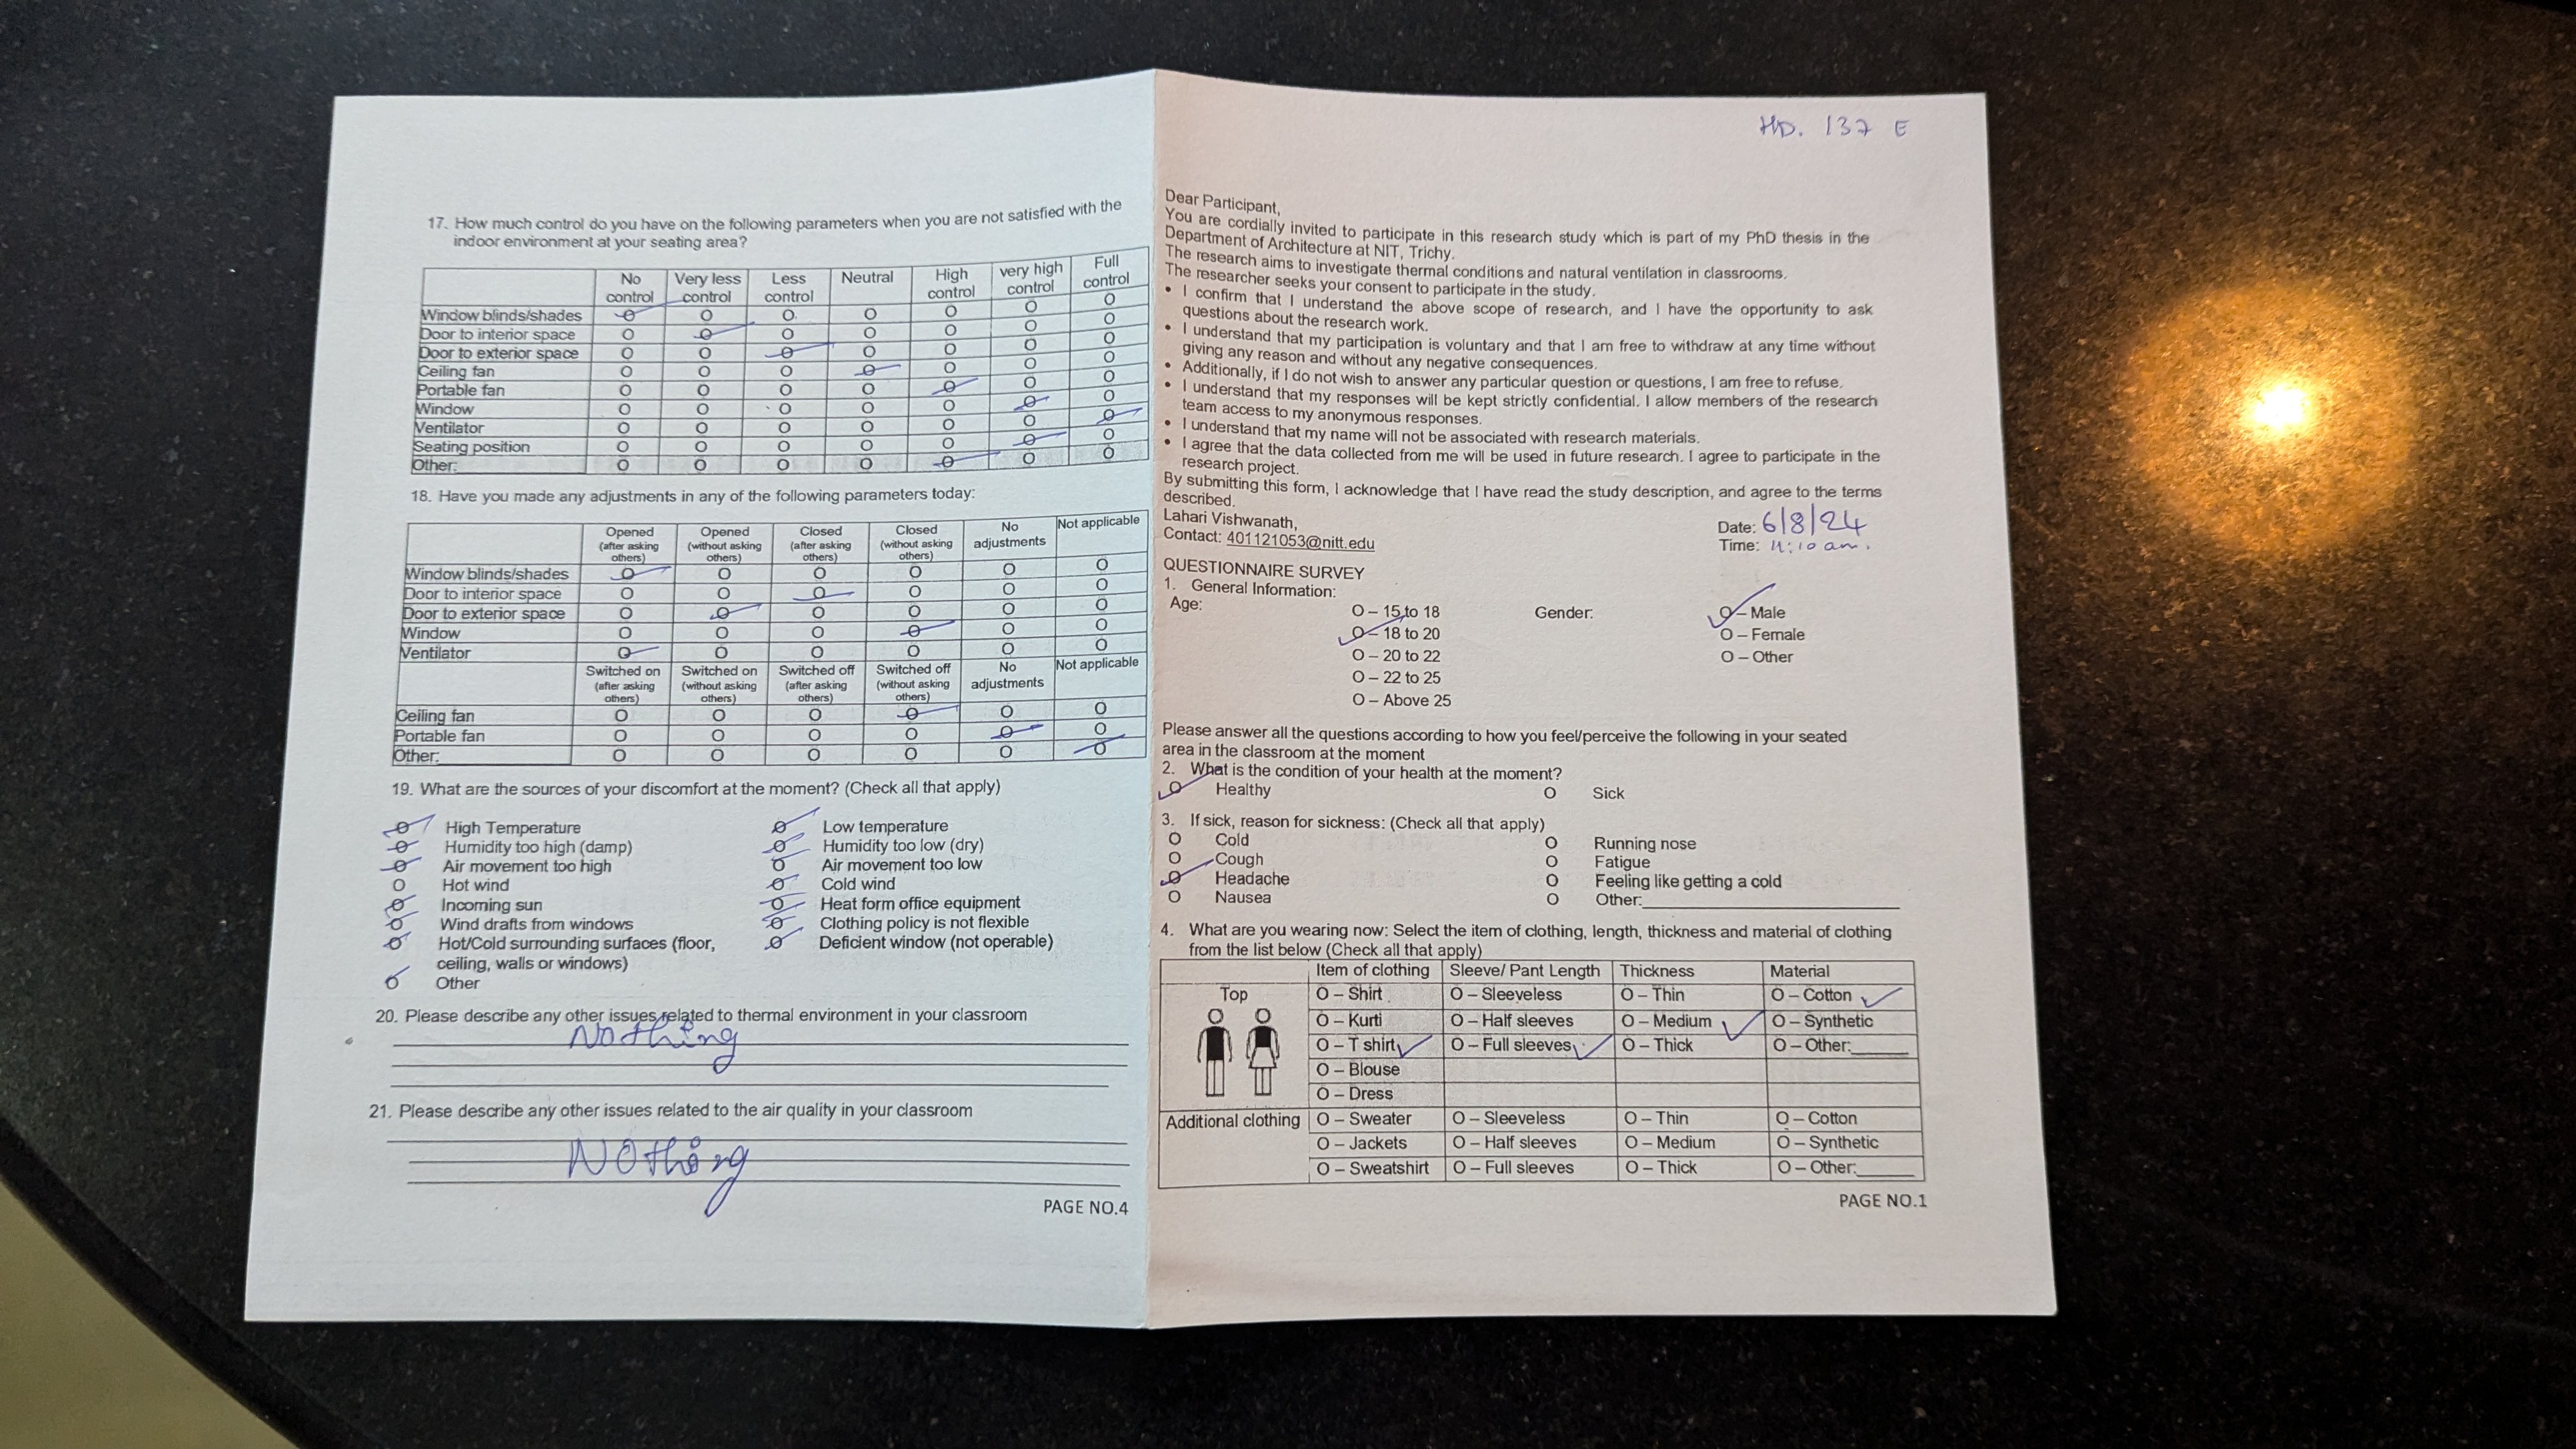 17. How much control do you have on the following parameters when you are not satisfied with the
indoor environment at your seating area?
No control Very less control Less control Neutral High control very high control Full control
Window blinds/shades O O O O O O O
Door to interior space O O O O O O O
Door to exterior space O O O O O O O
Ceiling fan O O O O O O O
Portable fan O O O O O O O
Window O O O O O O O
Ventilator O O O O O O O
Seating position O O O O O O O
Other: O O O O O O O
18. Have you made any adjustments in any of the following parameters today:
Opened (after asking others) Opened (without asking others) Closed (after asking others) Closed (without asking others) No adjustments Not applicable
Window blinds/shades O O O O O O
Door to interior space O O O O O O
Door to exterior space O O O O O O
Window O O O O O O
Ventilator O O O O O O
Switched on (after asking others) Switched on (without asking others) Switched off (after asking others) Switched off (without asking others) No adjustments Not applicable
Ceiling fan O O O O O O
Portable fan O O O O O O
Other: O O O O O O
19. What are the sources of your discomfort at the moment? (Check all that apply)
O High Temperature O Low temperature
O Humidity too high (damp) O Humidity too low (dry)
O Air movement too high O Air movement too low
O Hot wind O Cold wind
O Incoming sun O Heat form office equipment
O Wind drafts from windows O Clothing policy is not flexible
O Hot/Cold surrounding surfaces (floor, O Deficient window (not operable)
ceiling, walls or windows)
O Other
20. Please describe any other issues related to thermal environment in your classroom
Nothing
21. Please describe any other issues related to the air quality in your classroom
Nothing
PAGE NO.4
HD. 137 E
Dear Participant,
You are cordially invited to participate in this research study which is part of my PhD thesis in the
Department of Architecture at NIT, Trichy.
The research aims to investigate thermal conditions and natural ventilation in classrooms.
The researcher seeks your consent to participate in the study.
• I confirm that I understand the above scope of research, and I have the opportunity to ask
questions about the research work.
• I understand that my participation is voluntary and that I am free to withdraw at any time without
giving any reason and without any negative consequences.
• Additionally, if I do not wish to answer any particular question or questions, I am free to refuse.
• I understand that my responses will be kept strictly confidential. I allow members of the research
team access to my anonymous responses.
• I understand that my name will not be associated with research materials.
• I agree that the data collected from me will be used in future research. I agree to participate in the
research project.
By submitting this form, I acknowledge that I have read the study description, and agree to the terms
described.
Lahari Vishwanath,
Contact: 401121053@nitt.edu
Date: 6/8/24
Time: 11:10 am.
QUESTIONNAIRE SURVEY
1. General Information:
Age: O – 15 to 18 Gender: O – Male
O – 18 to 20 O – Female
O – 20 to 22 O – Other
O – 22 to 25
O – Above 25
Please answer all the questions according to how you feel/perceive the following in your seated
area in the classroom at the moment
2. What is the condition of your health at the moment?
O Healthy O Sick
3. If sick, reason for sickness: (Check all that apply)
O Cold O Running nose
O Cough O Fatigue
O Headache O Feeling like getting a cold
O Nausea O Other:
4. What are you wearing now: Select the item of clothing, length, thickness and material of clothing
from the list below (Check all that apply)
Item of clothing Sleeve/ Pant Length Thickness Material
Top O – Shirt O – Sleeveless O – Thin O – Cotton ✓
O – Kurti O – Half sleeves O – Medium ✓ O – Synthetic
O – T shirt ✓ O – Full sleeves ✓ O – Thick O – Other:
O – Blouse
O – Dress
Additional clothing O – Sweater O – Sleeveless O – Thin O – Cotton
O – Jackets O – Half sleeves O – Medium O – Synthetic
O – Sweatshirt O – Full sleeves O – Thick O – Other:
PAGE NO.1